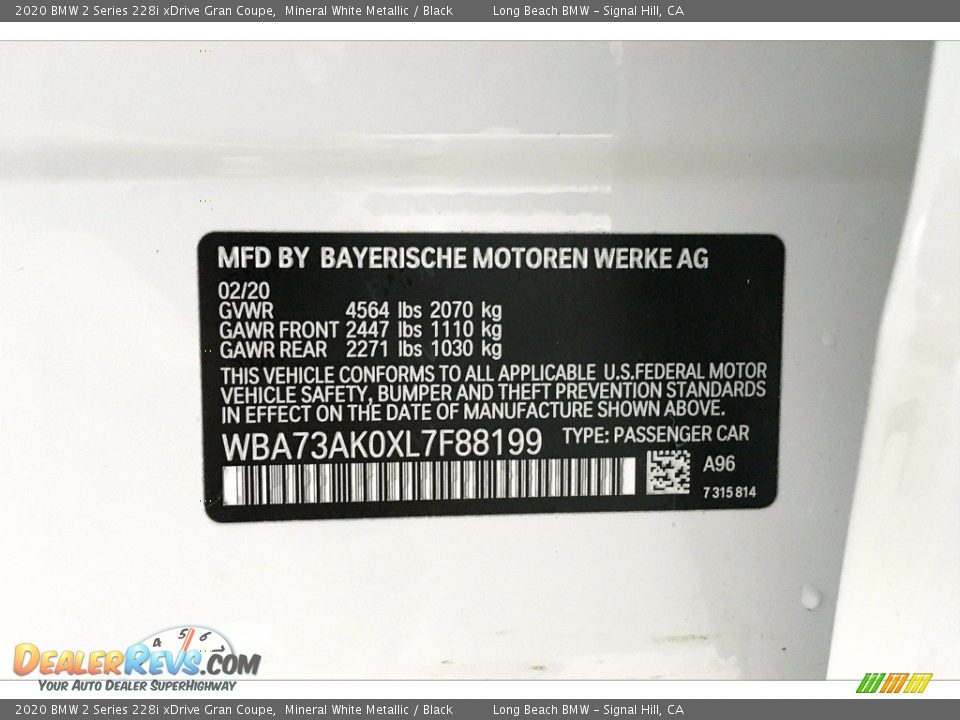 2020 BMW 2 Series 228i xDrive Gran Coupe, Mineral White Metallic / Black Long Beach BMW – Signal Hill, CA
MFD BY BAYERISCHE MOTOREN WERKE AG
02/20
GVWR 4564 lbs 2070 kg
GAWR FRONT 2447 lbs 1110 kg
GAWR REAR 2271 lbs 1030 kg
THIS VEHICLE CONFORMS TO ALL APPLICABLE U.S.FEDERAL MOTOR
VEHICLE SAFETY, BUMPER AND THEFT PREVENTION STANDARDS
IN EFFECT ON THE DATE OF MANUFACTURE SHOWN ABOVE.
WBA73AK0XL7F88199 TYPE: PASSENGER CAR
A96
7 315 814
4 5 6 7
DEALERREVS.COM
YOUR AUTO DEALER SUPERHIGHWAY
2020 BMW 2 Series 228i xDrive Gran Coupe, Mineral White Metallic / Black Long Beach BMW – Signal Hill, CA